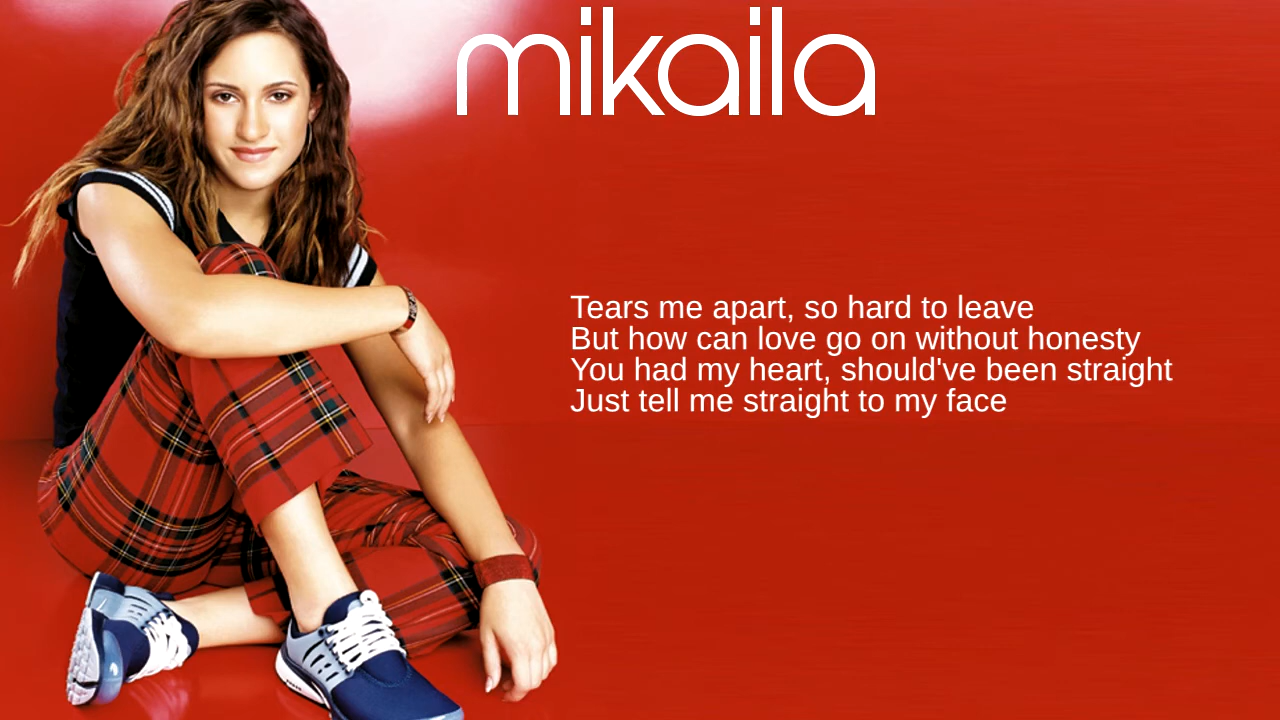 mikaila
Tears me apart, so hard to leave
But how can love go on without honesty
You had my heart, should've been straight
Just tell me straight to my face